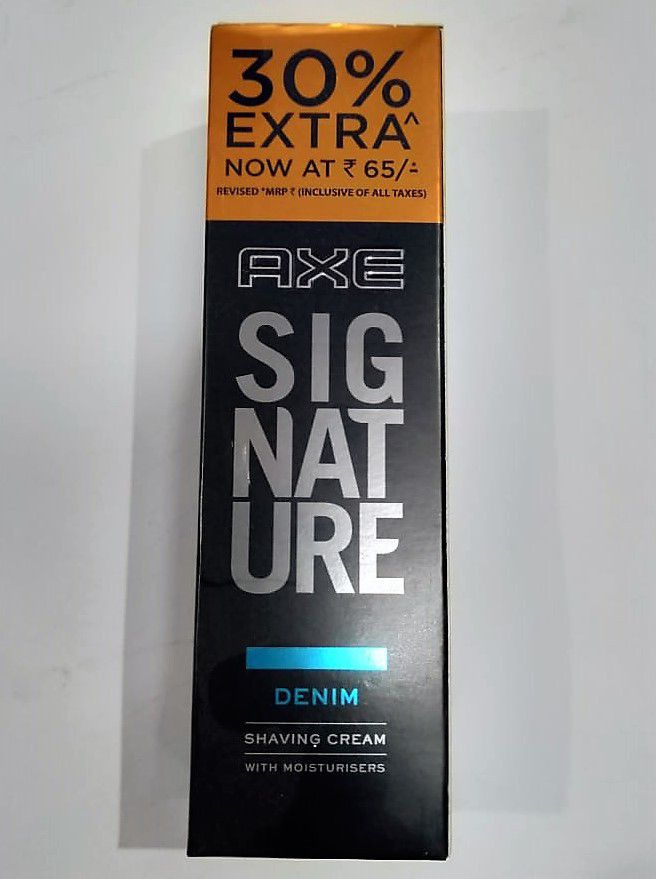 30%
EXTRA^
NOW AT ₹ 65/-*
REVISED *MRP ₹ (INCLUSIVE OF ALL TAXES)
AXE
SIG
NAT
URE
DENIM
SHAVING CREAM
WITH MOISTURISERS